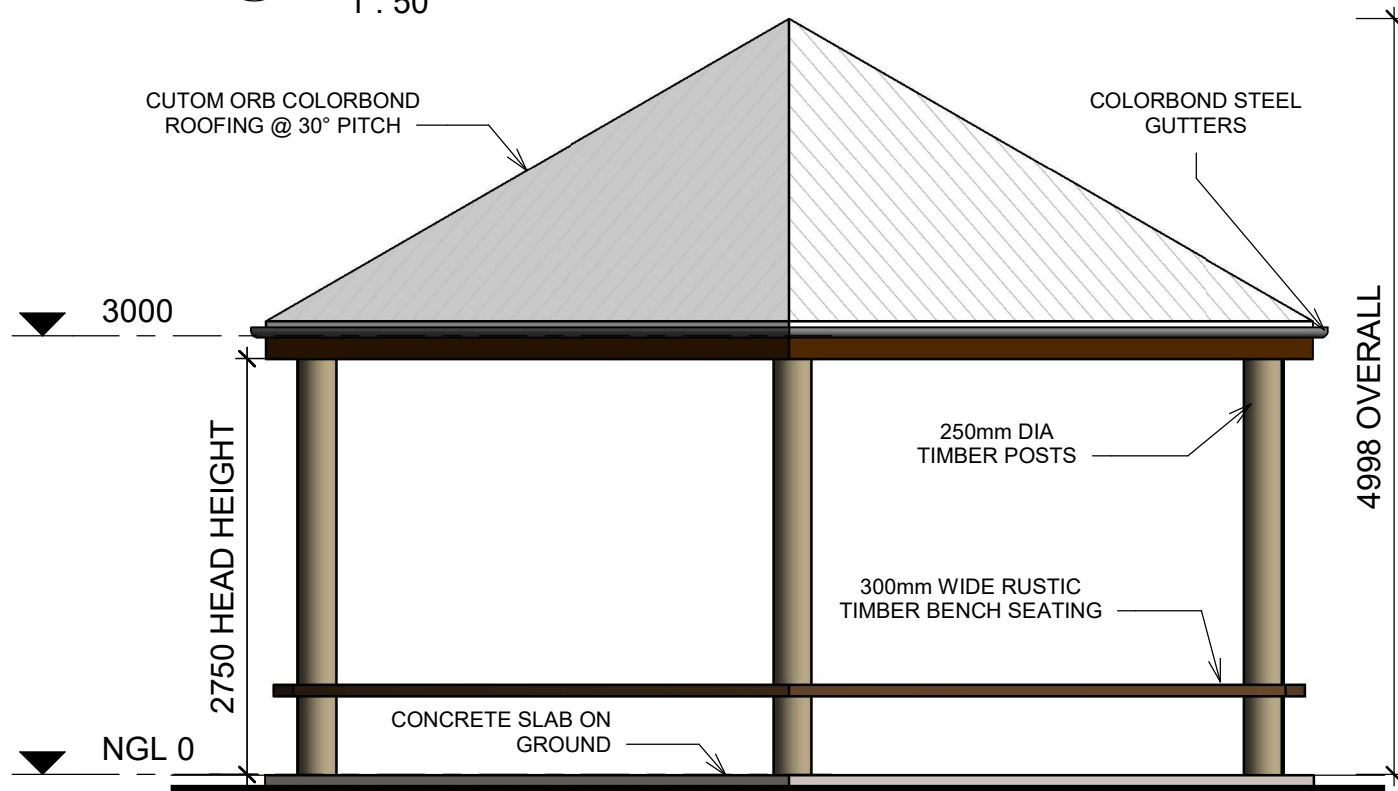 1 : 50
CUTOM ORB COLORBOND
ROOFING @ 30° PITCH
COLORBOND STEEL
GUTTERS
3000
4998 OVERALL
2750 HEAD HEIGHT
250mm DIA
TIMBER POSTS
300mm WIDE RUSTIC
TIMBER BENCH SEATING
CONCRETE SLAB ON
GROUND
NGL 0